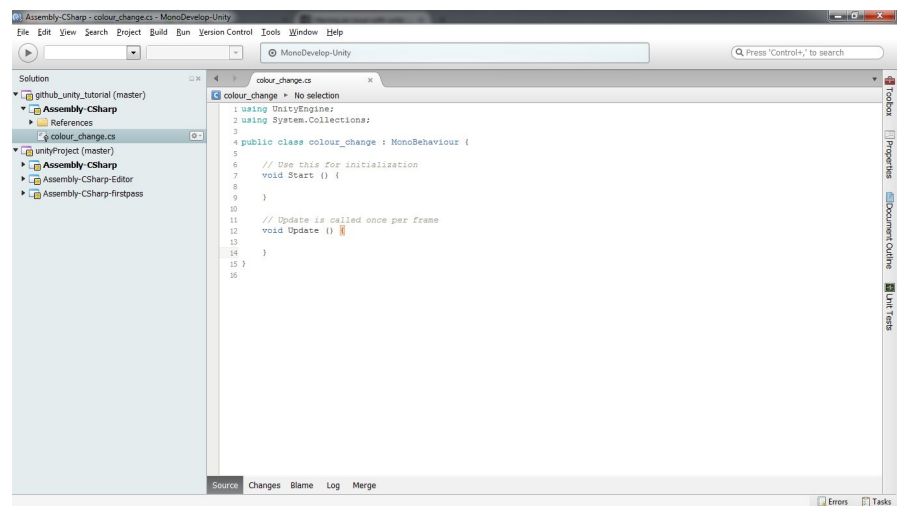 Assembly-CSharp - colour_change.cs - MonoDevelop-Unity
File Edit View Search Project Build Run Version Control Tools Window Help
MonoDevelop-Unity
Press 'Control+,' to search
Solution
colour_change.cs
github_unity_tutorial (master)
Assembly-CSharp
References
colour_change.cs
unityProject (master)
Assembly-CSharp
Assembly-CSharp-Editor
Assembly-CSharp-firstpass
colour_change No selection
1 using UnityEngine;
2 using System.Collections;
3
4 public class colour_change : MonoBehaviour {
5
6 // Use this for initialization
7 void Start () {
8
9 }
10
11 // Update is called once per frame
12 void Update () {
13
14 }
15 }
16
Toolbox
Properties
Document Outline
Unit Tests
Source Changes Blame Log Merge
Errors Tasks